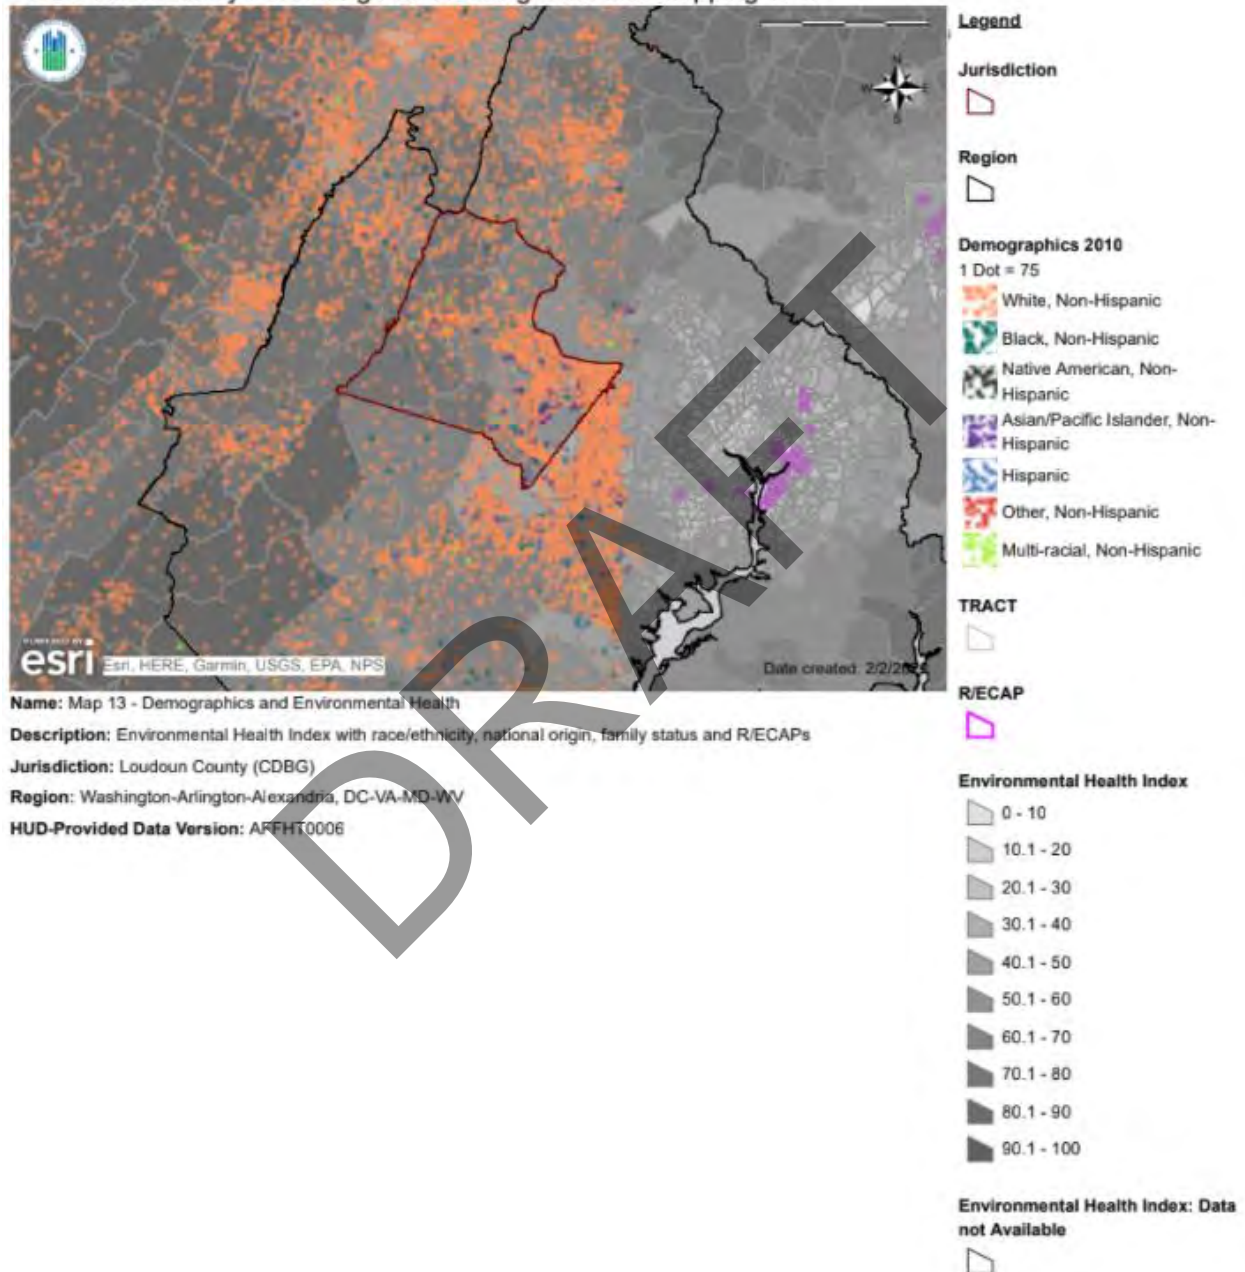 Legend
Jurisdiction
Region
Demographics 2010
1 Dot = 75
White, Non-Hispanic
Black, Non-Hispanic
Native American, Non-
Hispanic
Asian/Pacific Islander, Non-
Hispanic
Hispanic
Other, Non-Hispanic
Multi-racial, Non-Hispanic
TRACT
R/ECAP
Environmental Health Index
0 - 10
10.1 - 20
20.1 - 30
30.1 - 40
40.1 - 50
50.1 - 60
60.1 - 70
70.1 - 80
80.1 - 90
90.1 - 100
Environmental Health Index: Data
not Available
N
W E
S
esri
Esri, HERE, Garmin, USGS, EPA, NPS
Date created: 2/2/
DRAFT
Name: Map 13 - Demographics and Environmental Health
Description: Environmental Health Index with race/ethnicity, national origin, family status and R/ECAPs
Jurisdiction: Loudoun County (CDBG)
Region: Washington-Arlington-Alexandria, DC-VA-MD-WV
HUD-Provided Data Version: AFFHT0006